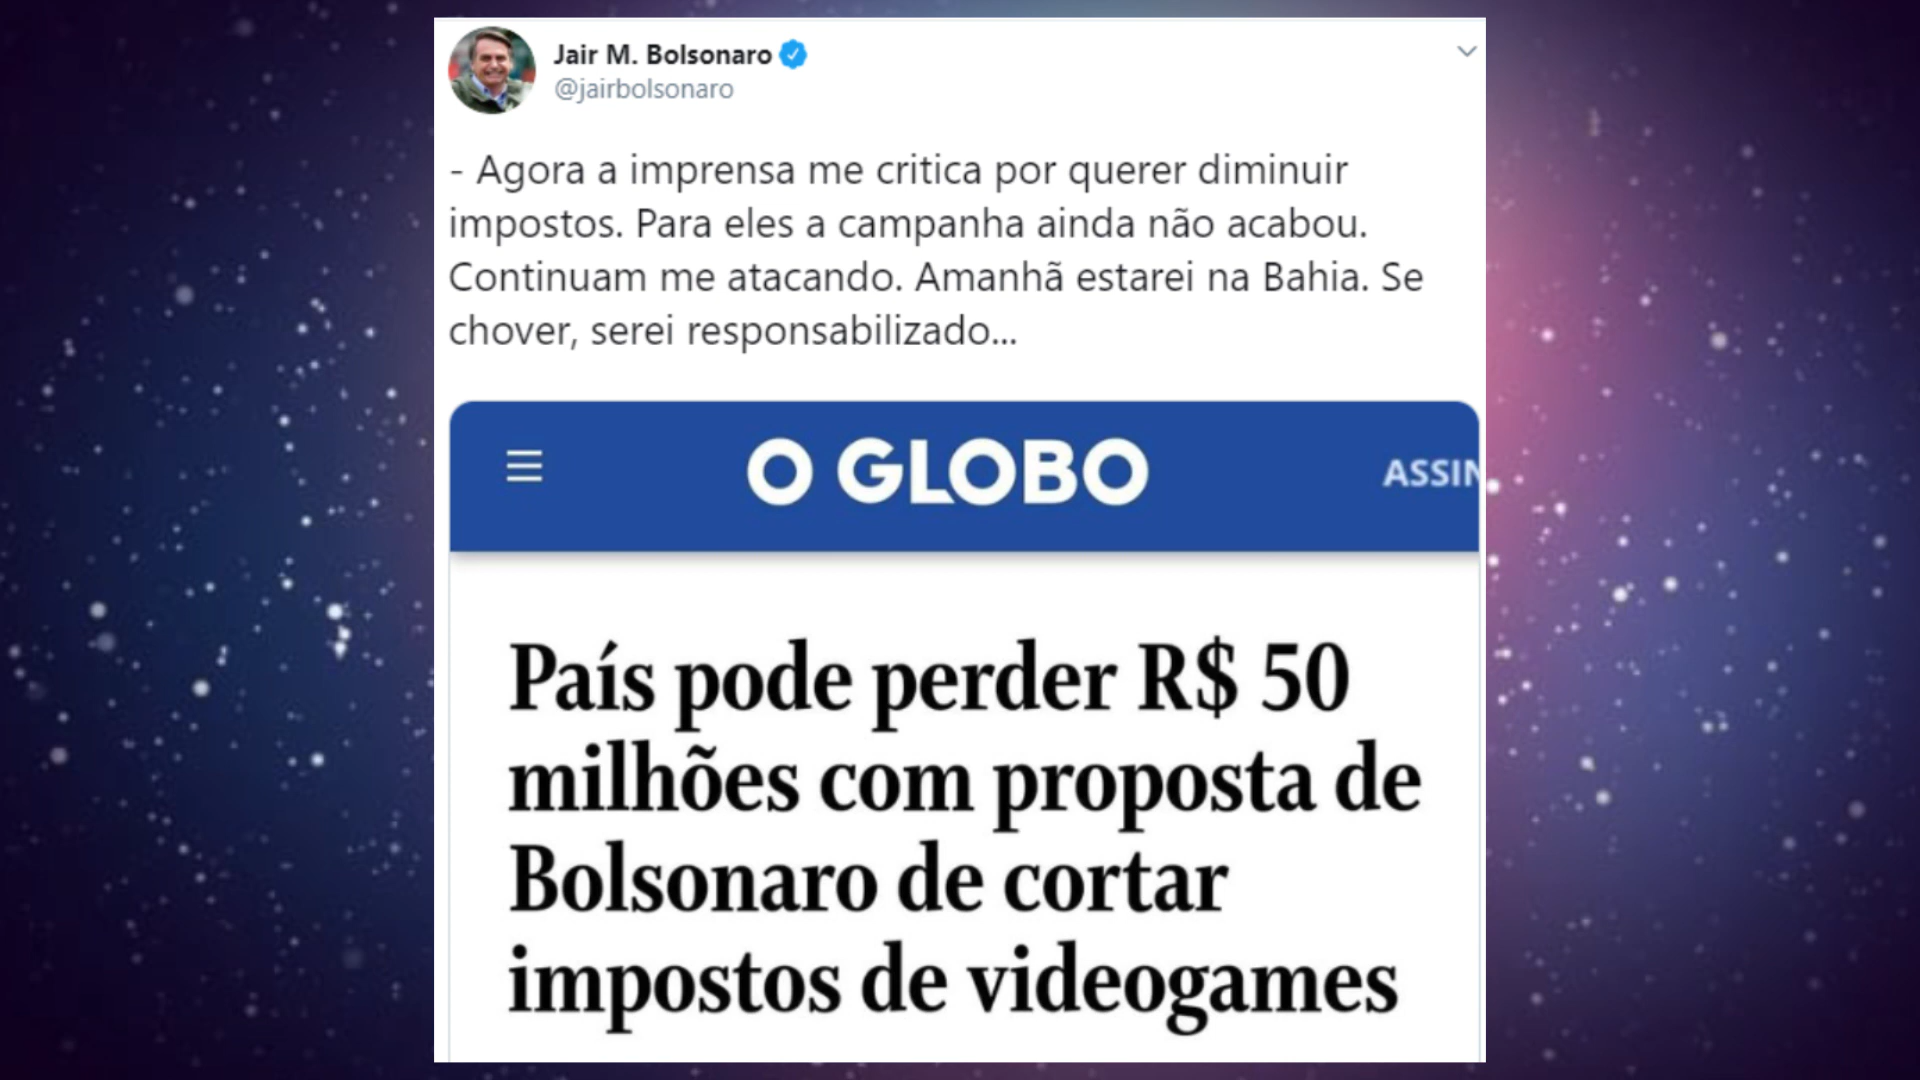 Jair M. Bolsonaro
@jairbolsonaro
- Agora a imprensa me critica por querer diminuir
impostos. Para eles a campanha ainda não acabou.
Continuam me atacando. Amanhã estarei na Bahia. Se
chover, serei responsabilizado...
O GLOBO
ASSIN
País pode perder R$ 50
milhões com proposta de
Bolsonaro de cortar
impostos de videogames